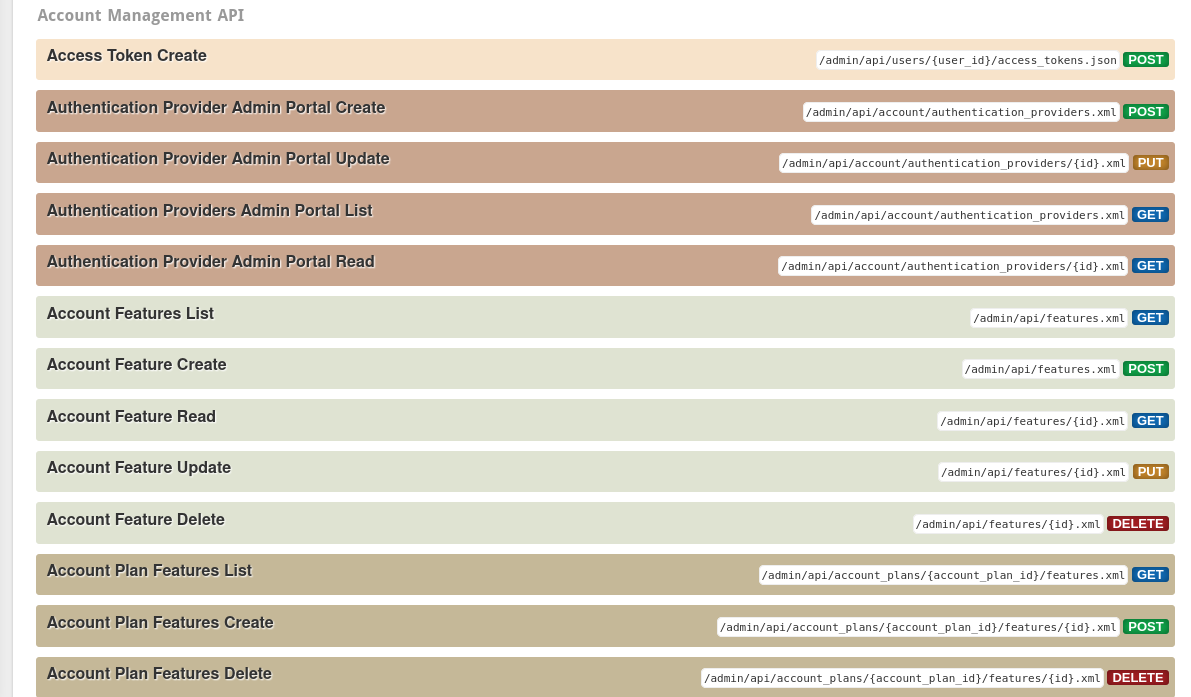 Account Management API
Access Token Create /admin/api/users/{user_id}/access_tokens.json POST
Authentication Provider Admin Portal Create /admin/api/account/authentication_providers.xml POST
Authentication Provider Admin Portal Update /admin/api/account/authentication_providers/{id}.xml PUT
Authentication Providers Admin Portal List /admin/api/account/authentication_providers.xml GET
Authentication Provider Admin Portal Read /admin/api/account/authentication_providers/{id}.xml GET
Account Features List /admin/api/features.xml GET
Account Feature Create /admin/api/features.xml POST
Account Feature Read /admin/api/features/{id}.xml GET
Account Feature Update /admin/api/features/{id}.xml PUT
Account Feature Delete /admin/api/features/{id}.xml DELETE
Account Plan Features List /admin/api/account_plans/{account_plan_id}/features.xml GET
Account Plan Features Create /admin/api/account_plans/{account_plan_id}/features/{id}.xml POST
Account Plan Features Delete /admin/api/account_plans/{account_plan_id}/features/{id}.xml DELETE